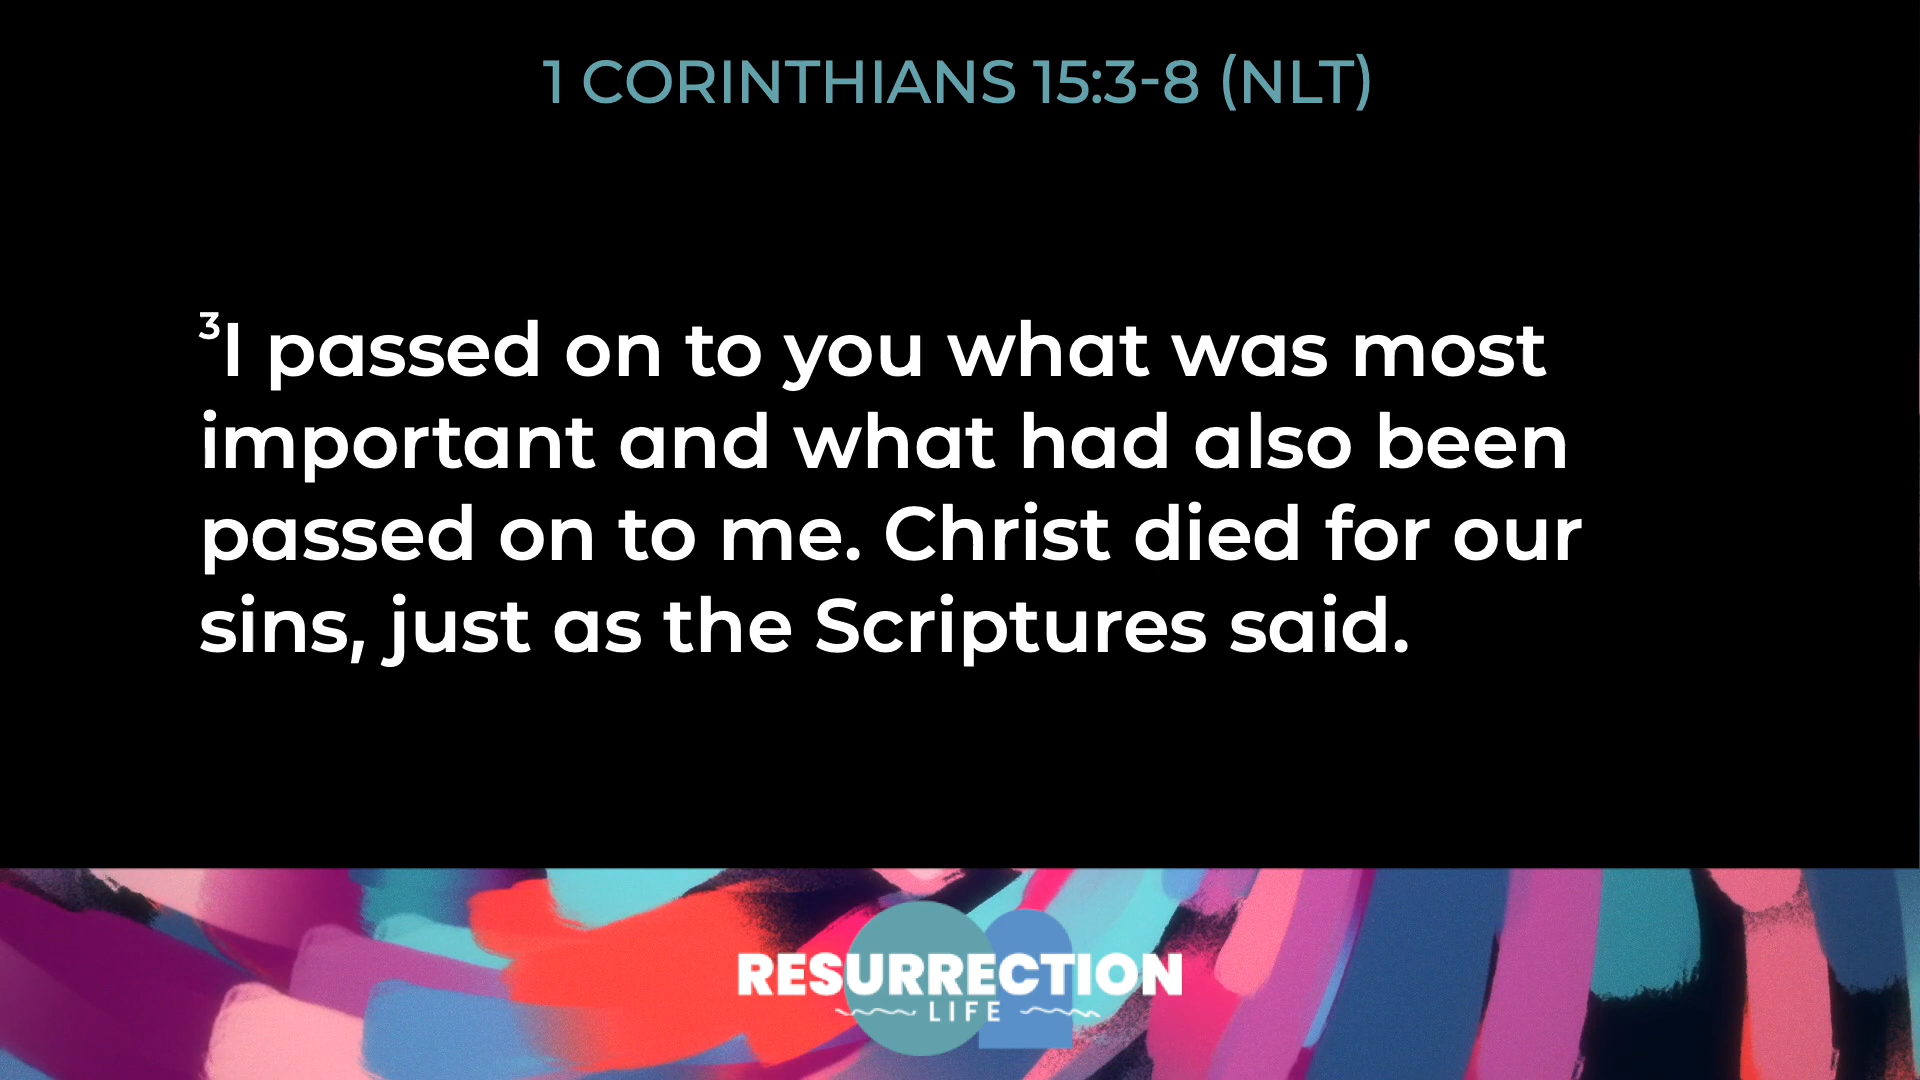 1 CORINTHIANS 15:3-8 (NLT)
³I passed on to you what was most
important and what had also been
passed on to me. Christ died for our
sins, just as the Scriptures said.
RESURRECTION
LIFE